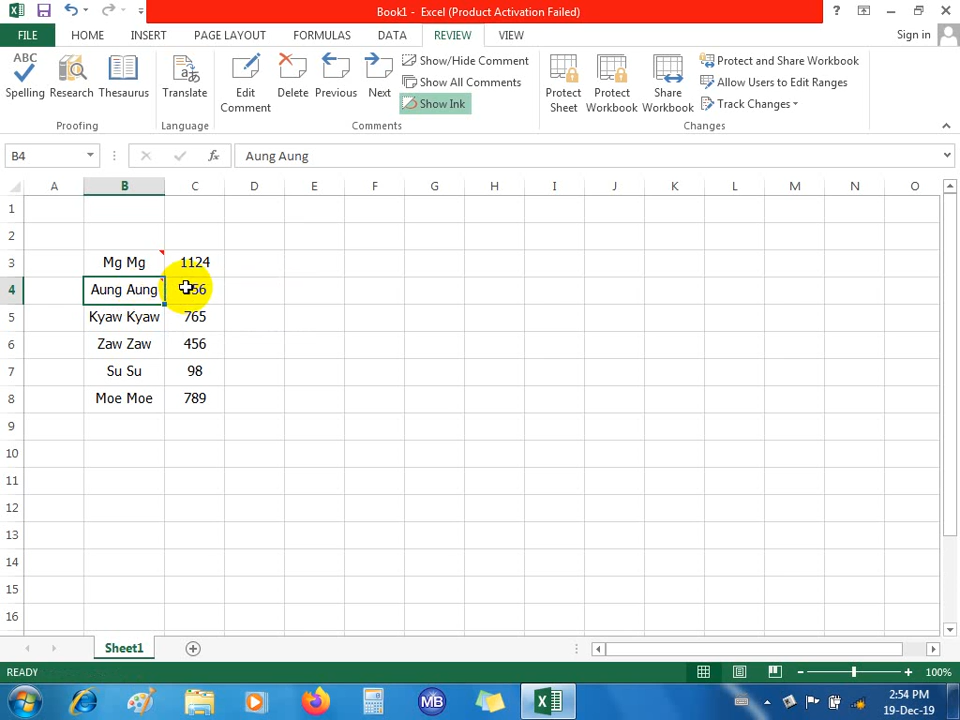 Book1 - Excel (Product Activation Failed)
FILE HOME INSERT PAGE LAYOUT FORMULAS DATA REVIEW VIEW Sign in
ABC
Spelling Research Thesaurus Translate Edit Comment Delete Previous Next
Show/Hide Comment
Show All Comments
Show Ink
Protect Sheet Protect Workbook Share Workbook
Protect and Share Workbook
Allow Users to Edit Ranges
Track Changes
Proofing Language Comments Changes
B4 fx Aung Aung
A B C D E F G H I J K L M N O
1
2
3 Mg Mg 1124
4 Aung Aung 56
5 Kyaw Kyaw 765
6 Zaw Zaw 456
7 Su Su 98
8 Moe Moe 789
9
10
11
12
13
14
15
16
Sheet1
READY 100%
MB
2:54 PM
19-Dec-19